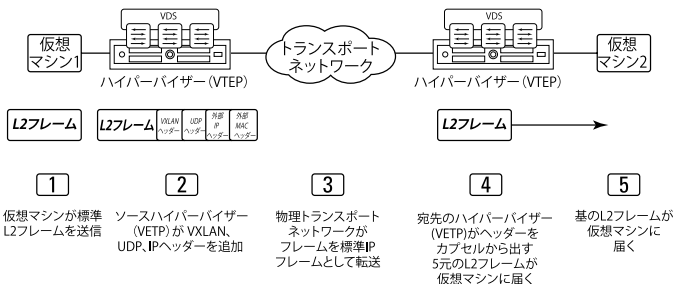 VDS
VDS
仮想
マシン1
トランスポート
ネットワーク
仮想
マシン2
ハイパーバイザー(VTEP)
ハイパーバイザー(VTEP)
L2フレーム
L2フレーム
VXLAN
ヘッダー
UDP
ヘッダー
外部
IP
ヘッダー
外部
MAC
ヘッダー
L2フレーム
1
2
3
4
5
仮想マシンが標準
L2フレームを送信
ソースハイパーバイザー
(VETP)が VXLAN、
UDP、IPヘッダーを追加
物理トランスポート
ネットワークが
フレームを標準IP
フレームとして転送
宛先のハイパーバイザー
(VETP)がヘッダーを
カプセルから出す
5元のL2フレームが
仮想マシンに届く
基のL2フレームが
仮想マシンに
届く